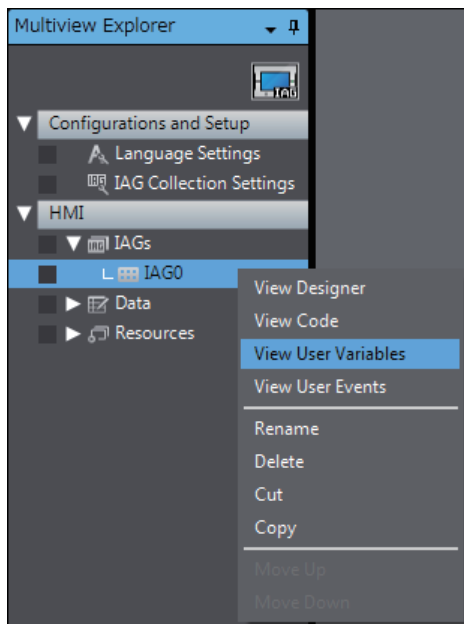 Multiview Explorer
IAG
Configurations and Setup
Language Settings
IAG Collection Settings
HMI
IAGs
IAG0
Data
Resources
View Designer
View Code
View User Variables
View User Events
Rename
Delete
Cut
Copy
Move Up
Move Down